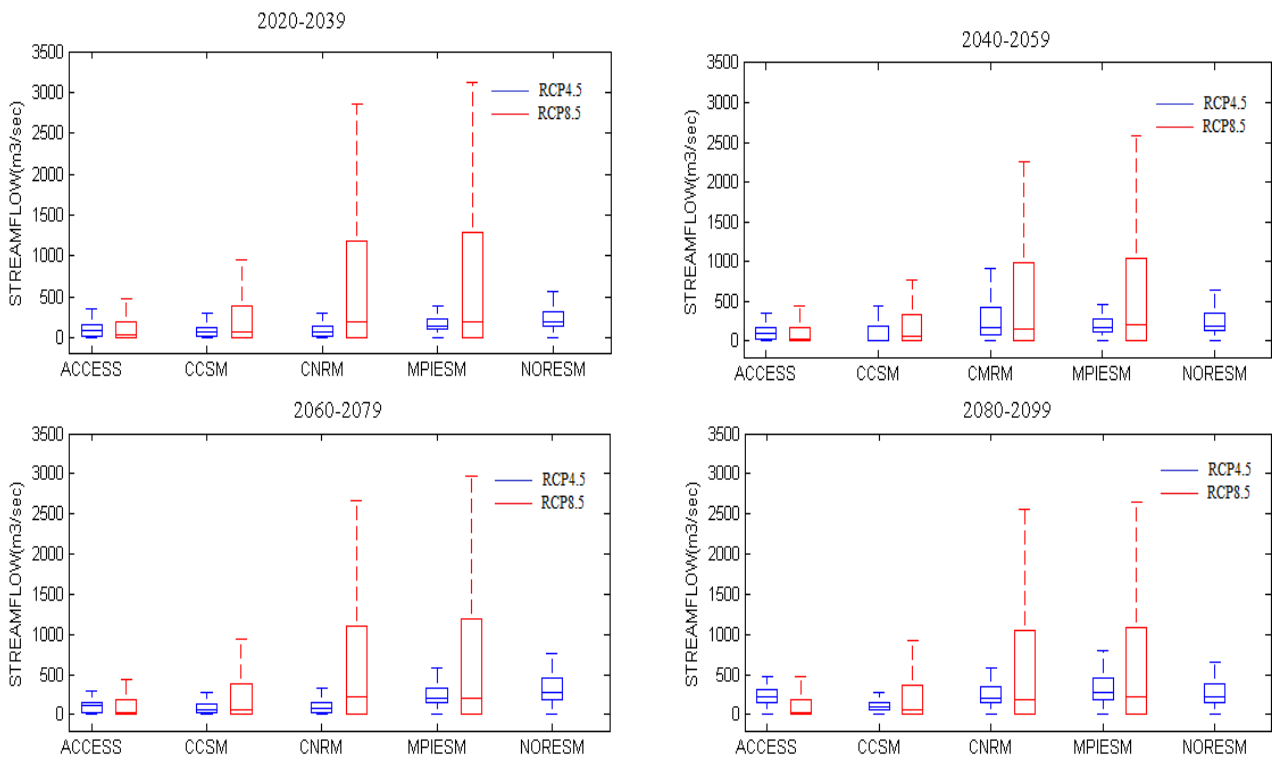 2020-2039
3500
3000
2500
2000
1500
1000
500
0
STREAMFLOW(m3/sec)
RCP4.5
RCP8.5
ACCESS CCSM CNRM MPIESM NORESM
2040-2059
3500
3000
2500
2000
1500
1000
500
0
STREAMFLOW(m3/sec)
RCP4.5
RCP8.5
ACCESS CCSM CMRM MPIESM NORESM
2060-2079
3500
3000
2500
2000
1500
1000
500
0
STREAMFLOW(m3/sec)
RCP4.5
RCP8.5
ACCESS CCSM CNRM MPIESM NORESM
2080-2099
3500
3000
2500
2000
1500
1000
500
0
STREAMFLOW(m3/sec)
RCP4.5
RCP8.5
ACCESS CCSM CNRM MPIESM NORESM